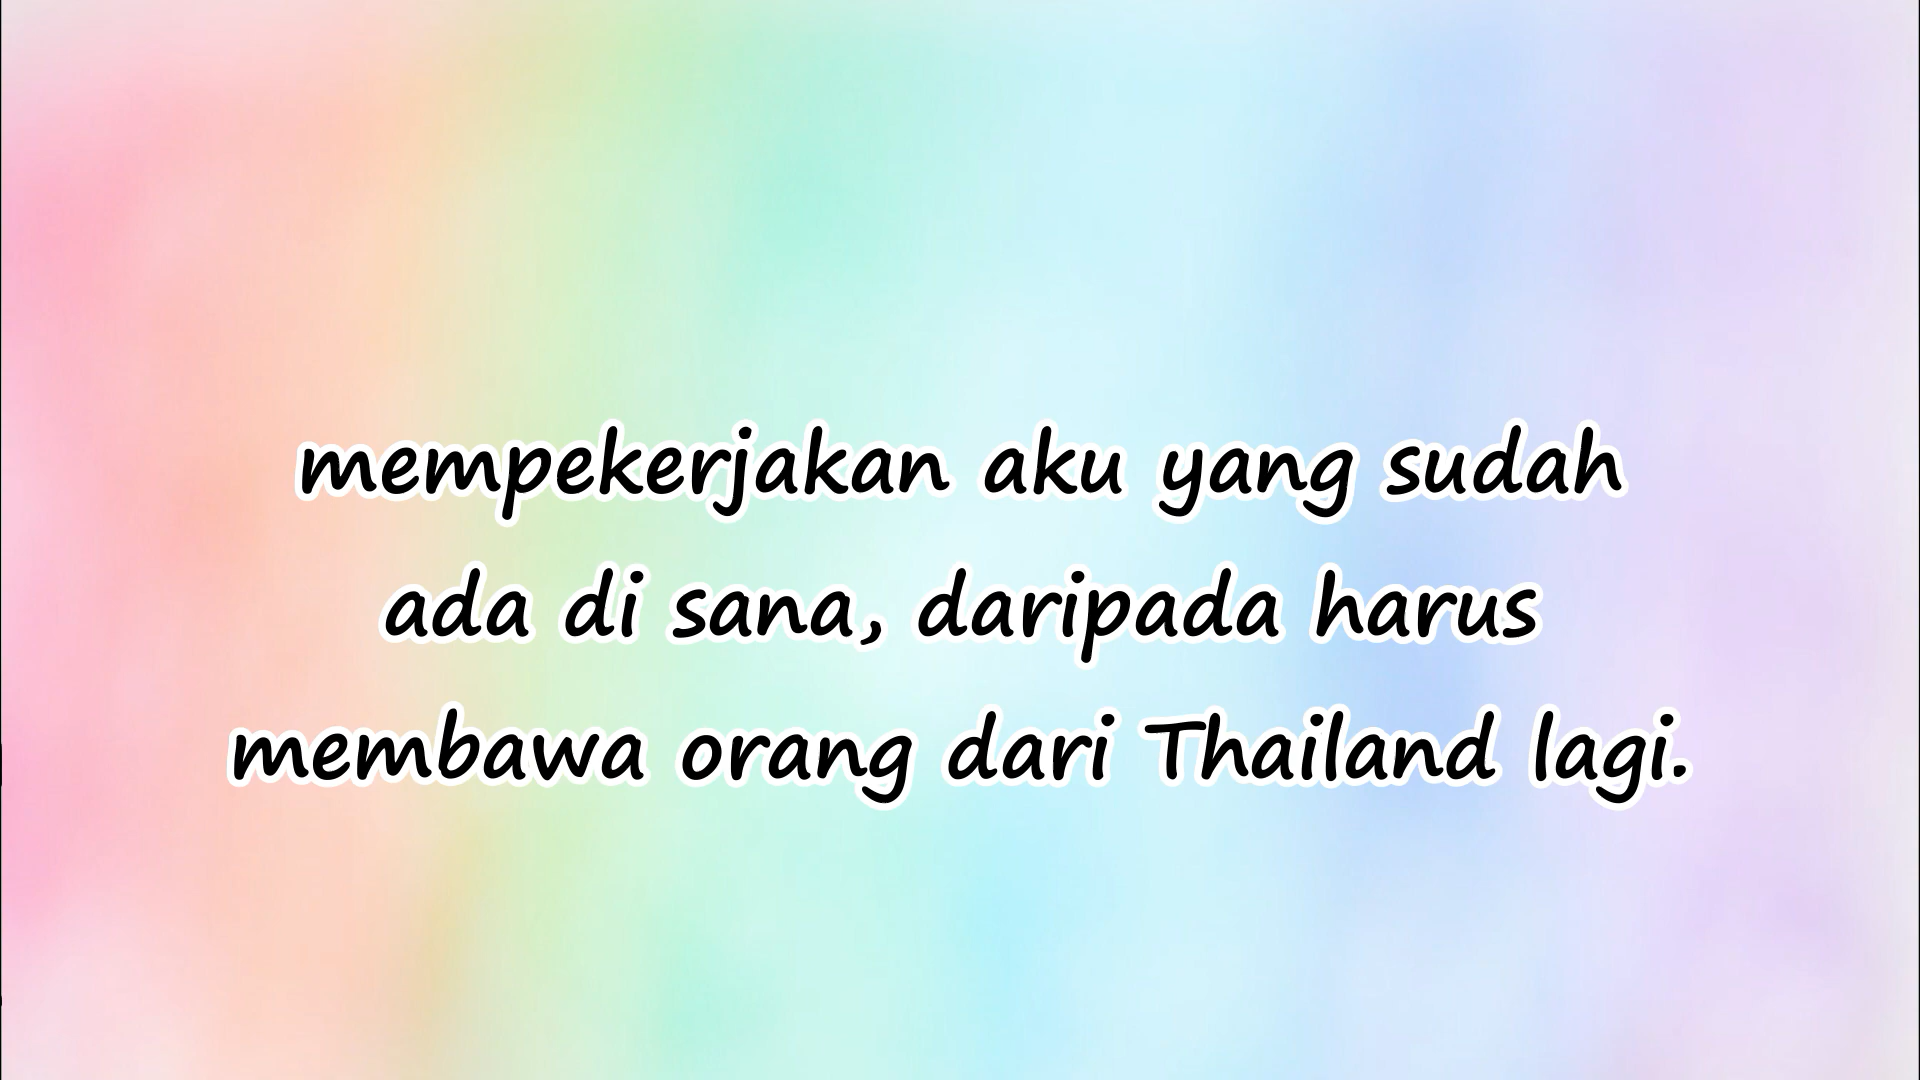 mempekerjakan aku yang sudah
ada di sana, daripada harus
membawa orang dari Thailand lagi.